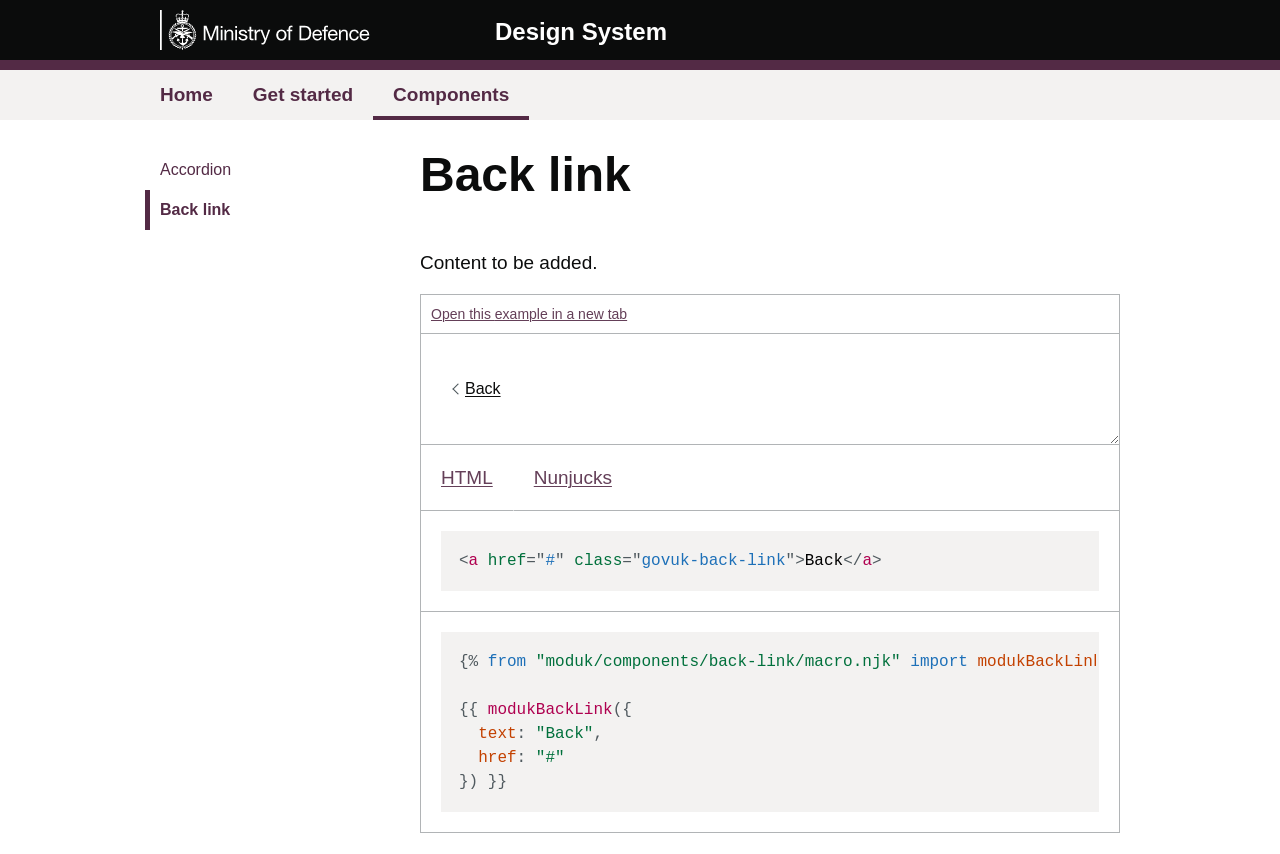 Ministry of Defence
Design System
Home
Get started
Components
Accordion
Back link
Back link
Content to be added.
Open this example in a new tab
Back
HTML
Nunjucks
<a href="#" class="govuk-back-link">Back</a>
{% from "moduk/components/back-link/macro.njk" import modukBackLink
{{ modukBackLink({
  text: "Back",
  href: "#"
}) }}